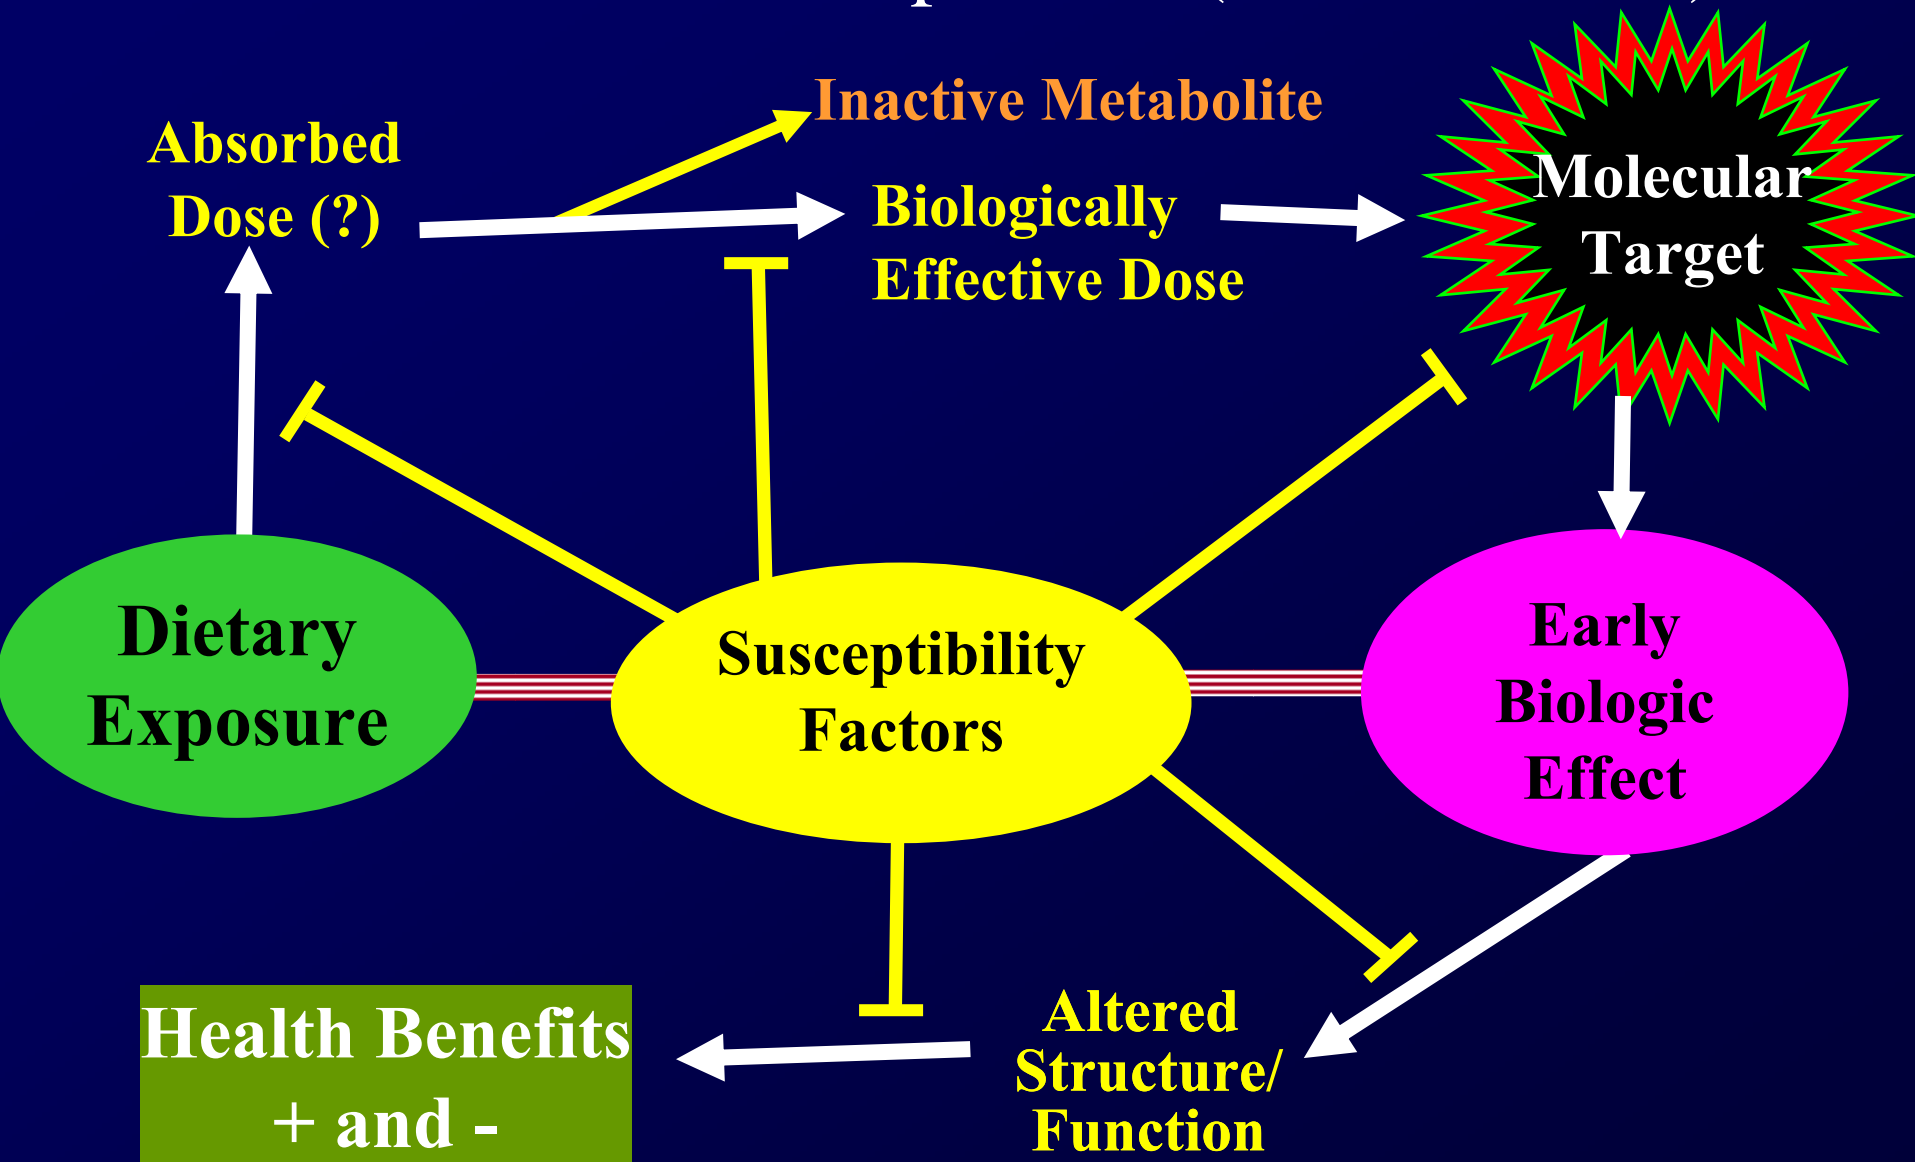 Inactive Metabolite
Absorbed
Dose (?)
Biologically
Effective Dose
Molecular
Target
Dietary
Exposure
Susceptibility
Factors
Early
Biologic
Effect
Health Benefits
+ and -
Altered
Structure/
Function